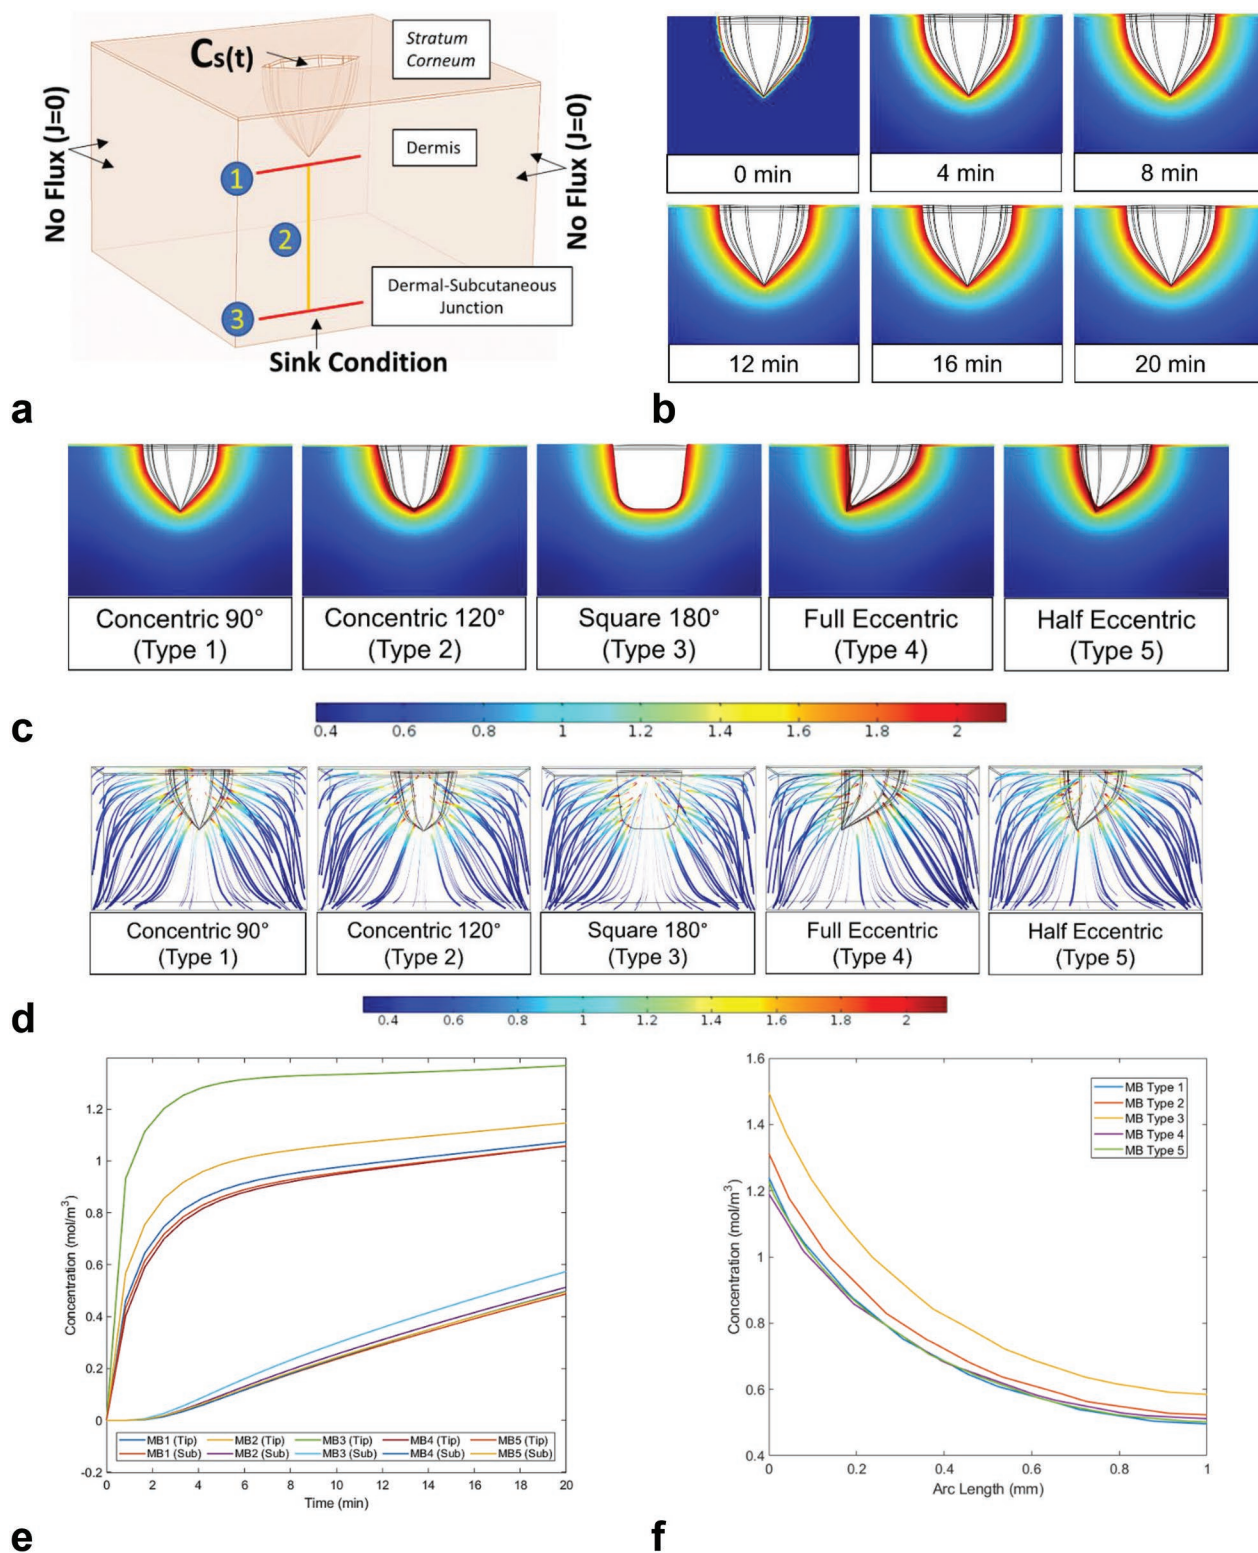 Cs(t)
Stratum
Corneum
No Flux (J=0)
Dermis
No Flux (J=0)
1
2
3
Dermal-Subcutaneous
Junction
Sink Condition
a
0 min
4 min
8 min
12 min
16 min
20 min
b
Concentric 90°
(Type 1)
Concentric 120°
(Type 2)
Square 180°
(Type 3)
Full Eccentric
(Type 4)
Half Eccentric
(Type 5)
0.4 0.6 0.8 1 1.2 1.4 1.6 1.8 2
c
Concentric 90°
(Type 1)
Concentric 120°
(Type 2)
Square 180°
(Type 3)
Full Eccentric
(Type 4)
Half Eccentric
(Type 5)
0.4 0.6 0.8 1 1.2 1.4 1.6 1.8 2
d
Concentration (mol/m³)
1.2
1
0.8
0.6
0.4
0.2
0
-0.2
MB1 (Tip) MB2 (Tip) MB3 (Tip) MB4 (Tip) MB5 (Tip)
MB1 (Sub) MB2 (Sub) MB3 (Sub) MB4 (Sub) MB5 (Sub)
0 2 4 6 8 10 12 14 16 18 20
Time (min)
e
Concentration (mol/m³)
1.6
1.4
1.2
1
0.8
0.6
0.4
MB Type 1
MB Type 2
MB Type 3
MB Type 4
MB Type 5
0 0.2 0.4 0.6 0.8 1
Arc Length (mm)
f